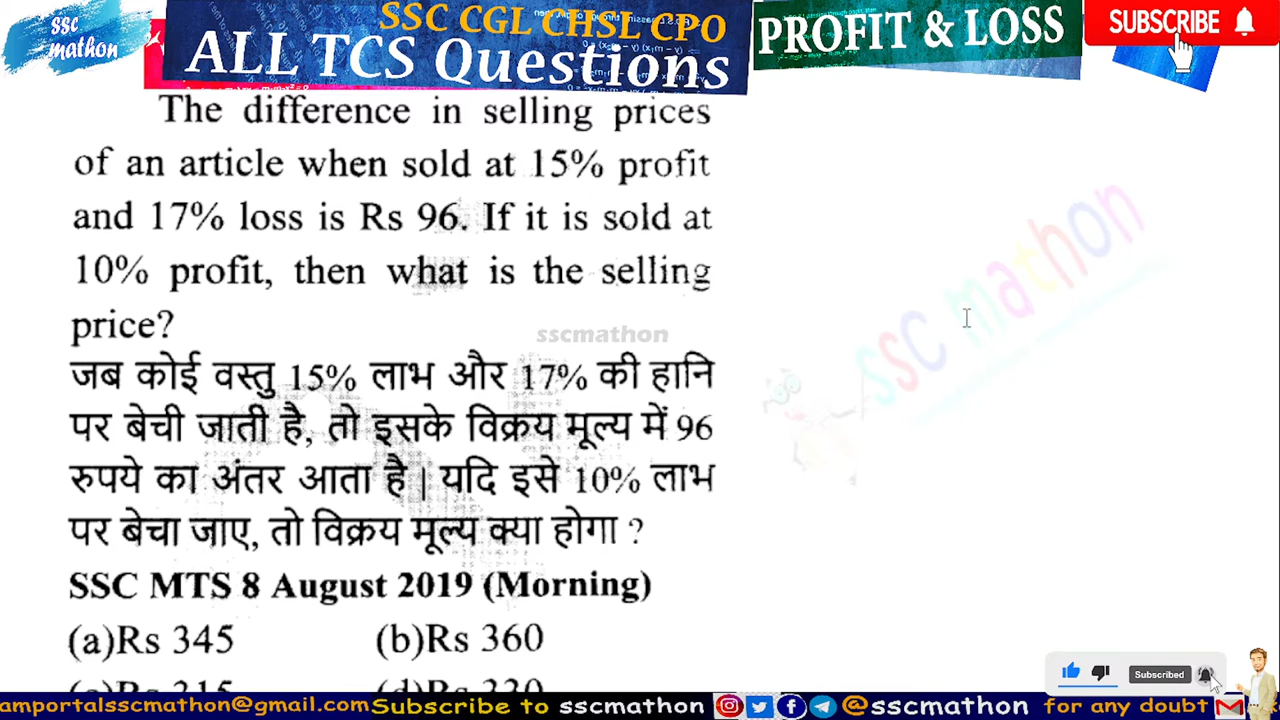 SSC mathon
SSC CGL CHSL CPO
ALL TCS Questions
PROFIT & LOSS
SUBSCRIBE
The difference in selling prices
of an article when sold at 15% profit
and 17% loss is Rs 96. If it is sold at
10% profit, then what is the selling
price?
sscmathon
ssc mathon
जब कोई वस्तु 15% लाभ और 17% की हानि
पर बेची जाती है, तो इसके विक्रय मूल्य में 96
रुपये का अंतर आता है | यदि इसे 10% लाभ
पर बेचा जाए, तो विक्रय मूल्य क्या होगा ?
SSC MTS 8 August 2019 (Morning)
(a)Rs 345 (b)Rs 360
Subscribed
amportalsscmathon@gmail.com Subscribe to sscmathon @sscmathon for any doubt